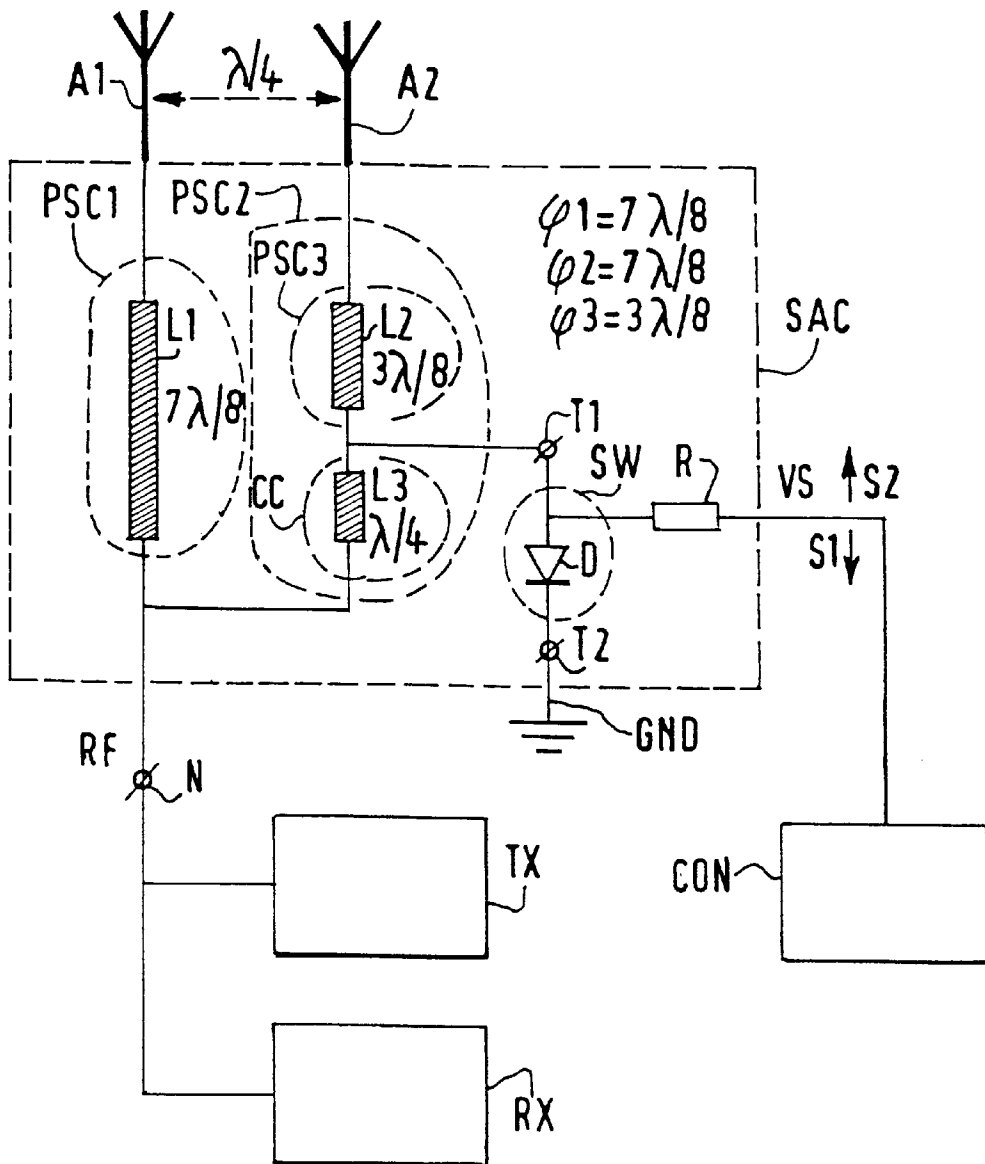 A1
λ/4
A2
PSC1
PSC2
PSC3
φ1=7λ/8
φ2=7λ/8
φ3=3λ/8
SAC
L1
7λ/8
L2
3λ/8
T1
SW
R
VS
S2
S1
CC
L3
λ/4
D
T2
GND
RF
N
TX
CON
RX